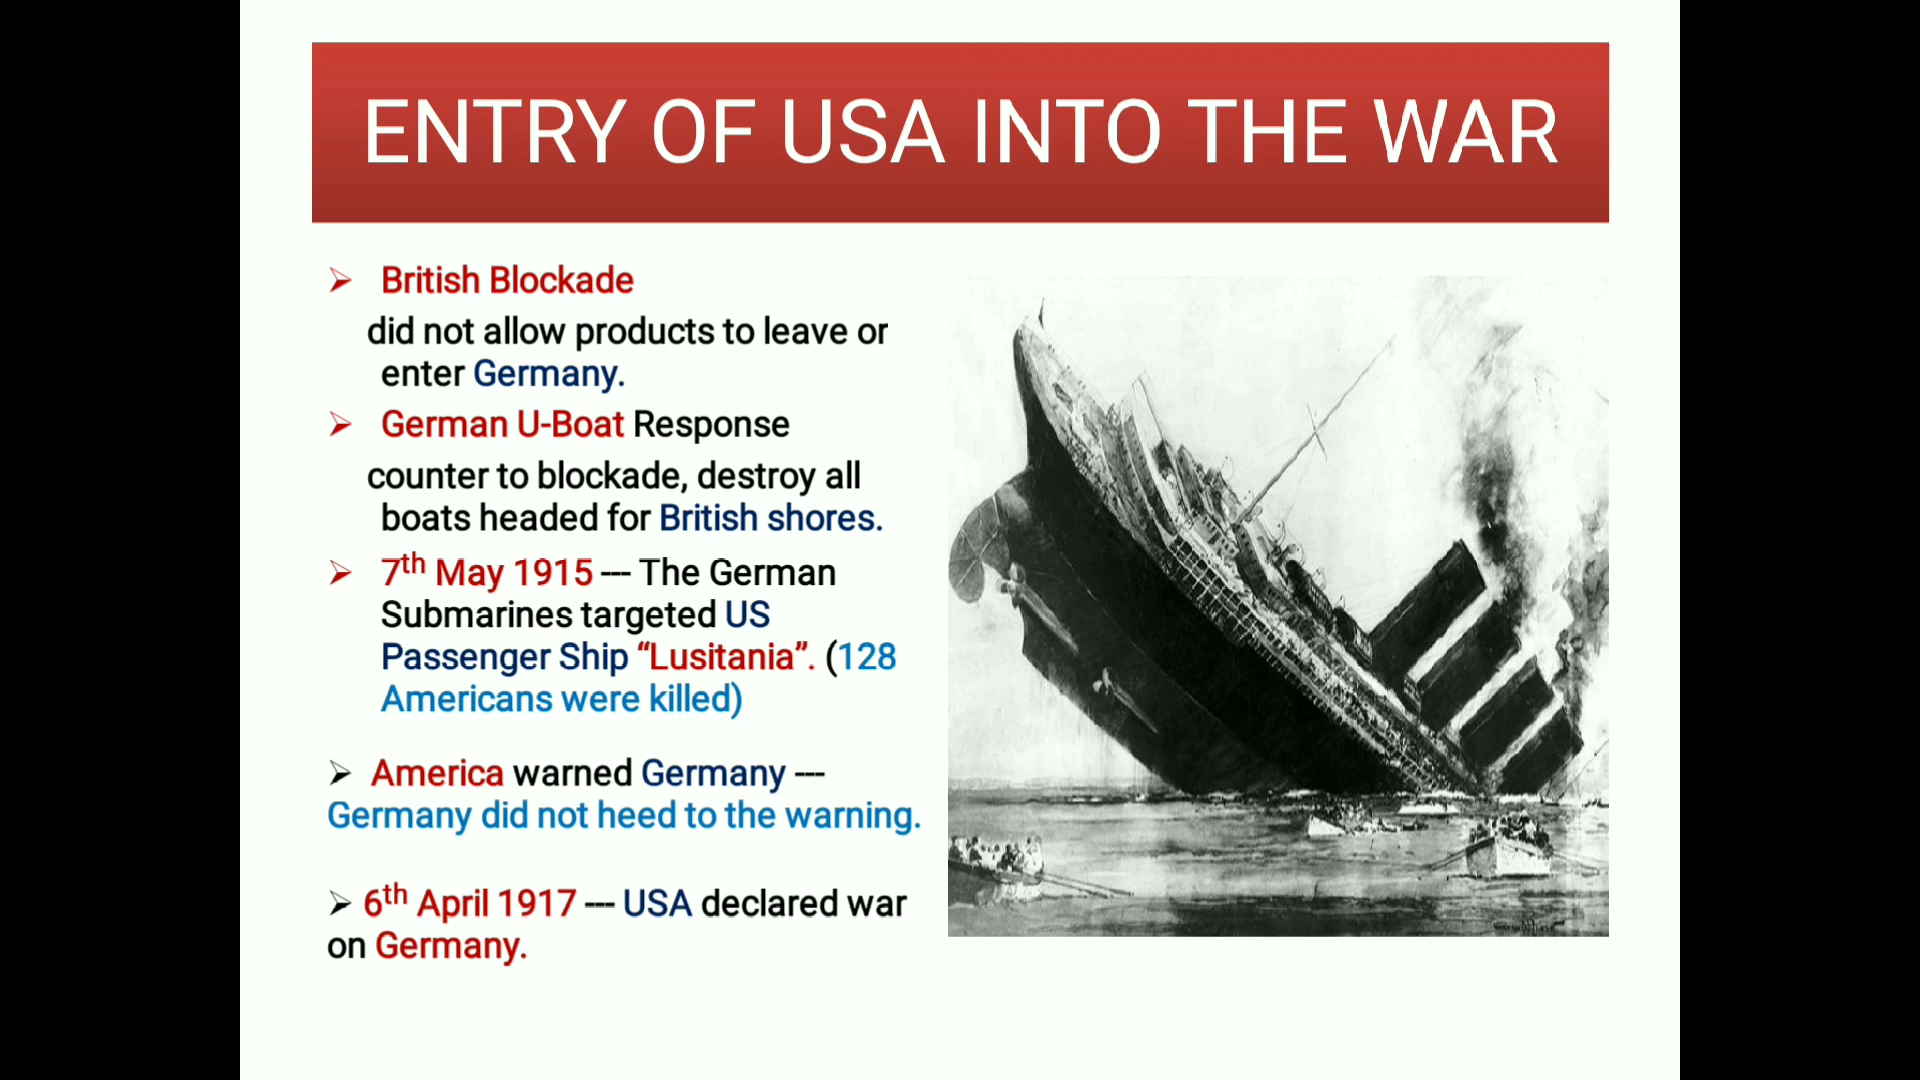 ENTRY OF USA INTO THE WAR
➢ British Blockade
did not allow products to leave or
enter Germany.
➢ German U-Boat Response
counter to blockade, destroy all
boats headed for British shores.
➢ 7th May 1915 --- The German
Submarines targeted US
Passenger Ship “Lusitania”. (128
Americans were killed)
➢ America warned Germany ---
Germany did not heed to the warning.
➢ 6th April 1917 --- USA declared war
on Germany.